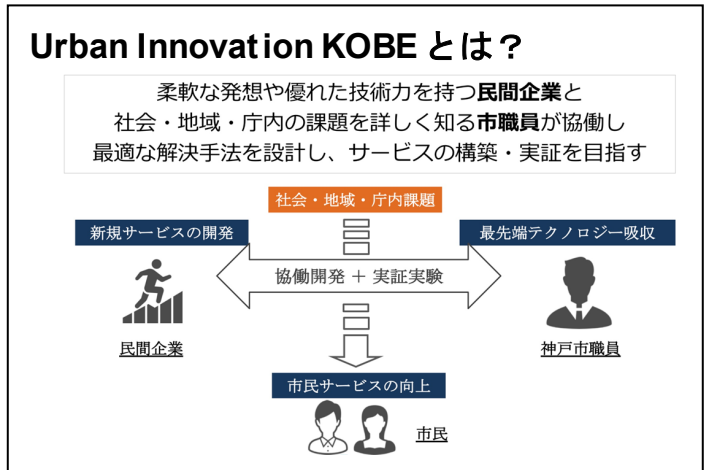 Urban Innovation KOBE とは？
柔軟な発想や優れた技術力を持つ民間企業と
社会・地域・庁内の課題を詳しく知る市職員が協働し
最適な解決手法を設計し、サービスの構築・実証を目指す
社会・地域・庁内課題
新規サービスの開発
最先端テクノロジー吸収
協働開発 ＋ 実証実験
民間企業
神戸市職員
市民サービスの向上
市民